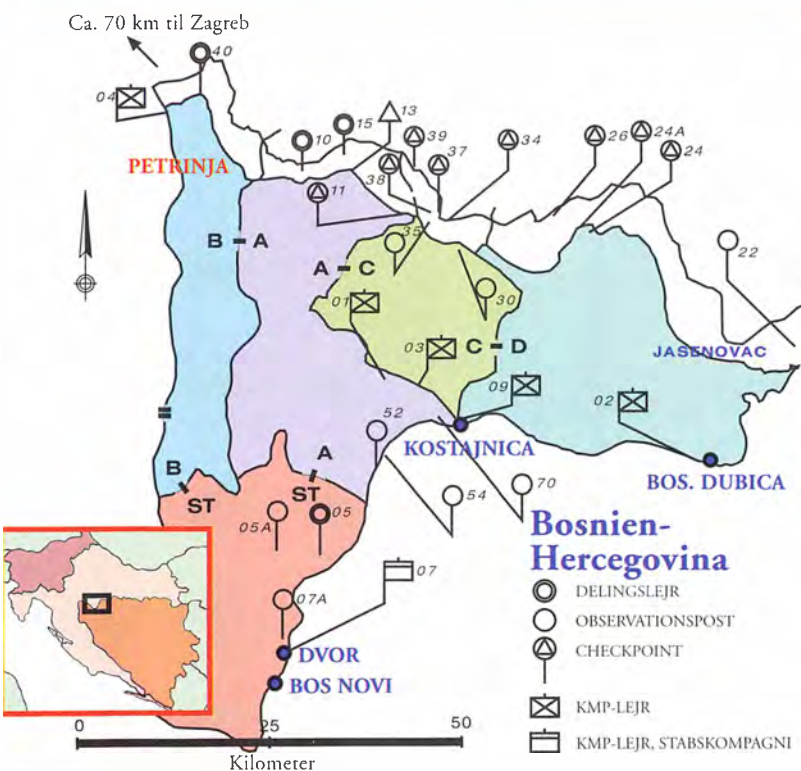 Ca. 70 km til Zagreb
40
04
13
15
10
39
34
26
24A
24
37
38
PETRINJA
11
22
35
B A
A C
30
01
03
C D
JASENOVAC
09
02
52
KOSTAJNICA
A
B
ST
ST
BOS. DUBICA
54
70
05A
05
Bosnien-
Hercegovina
07
DELINGSLEJR
07A
OBSERVATIONSPOST
CHECKPOINT
DVOR
BOS NOVI
KMP-LEJR
0 25 50
KMP-LEJR, STABSKOMPAGNI
Kilometer